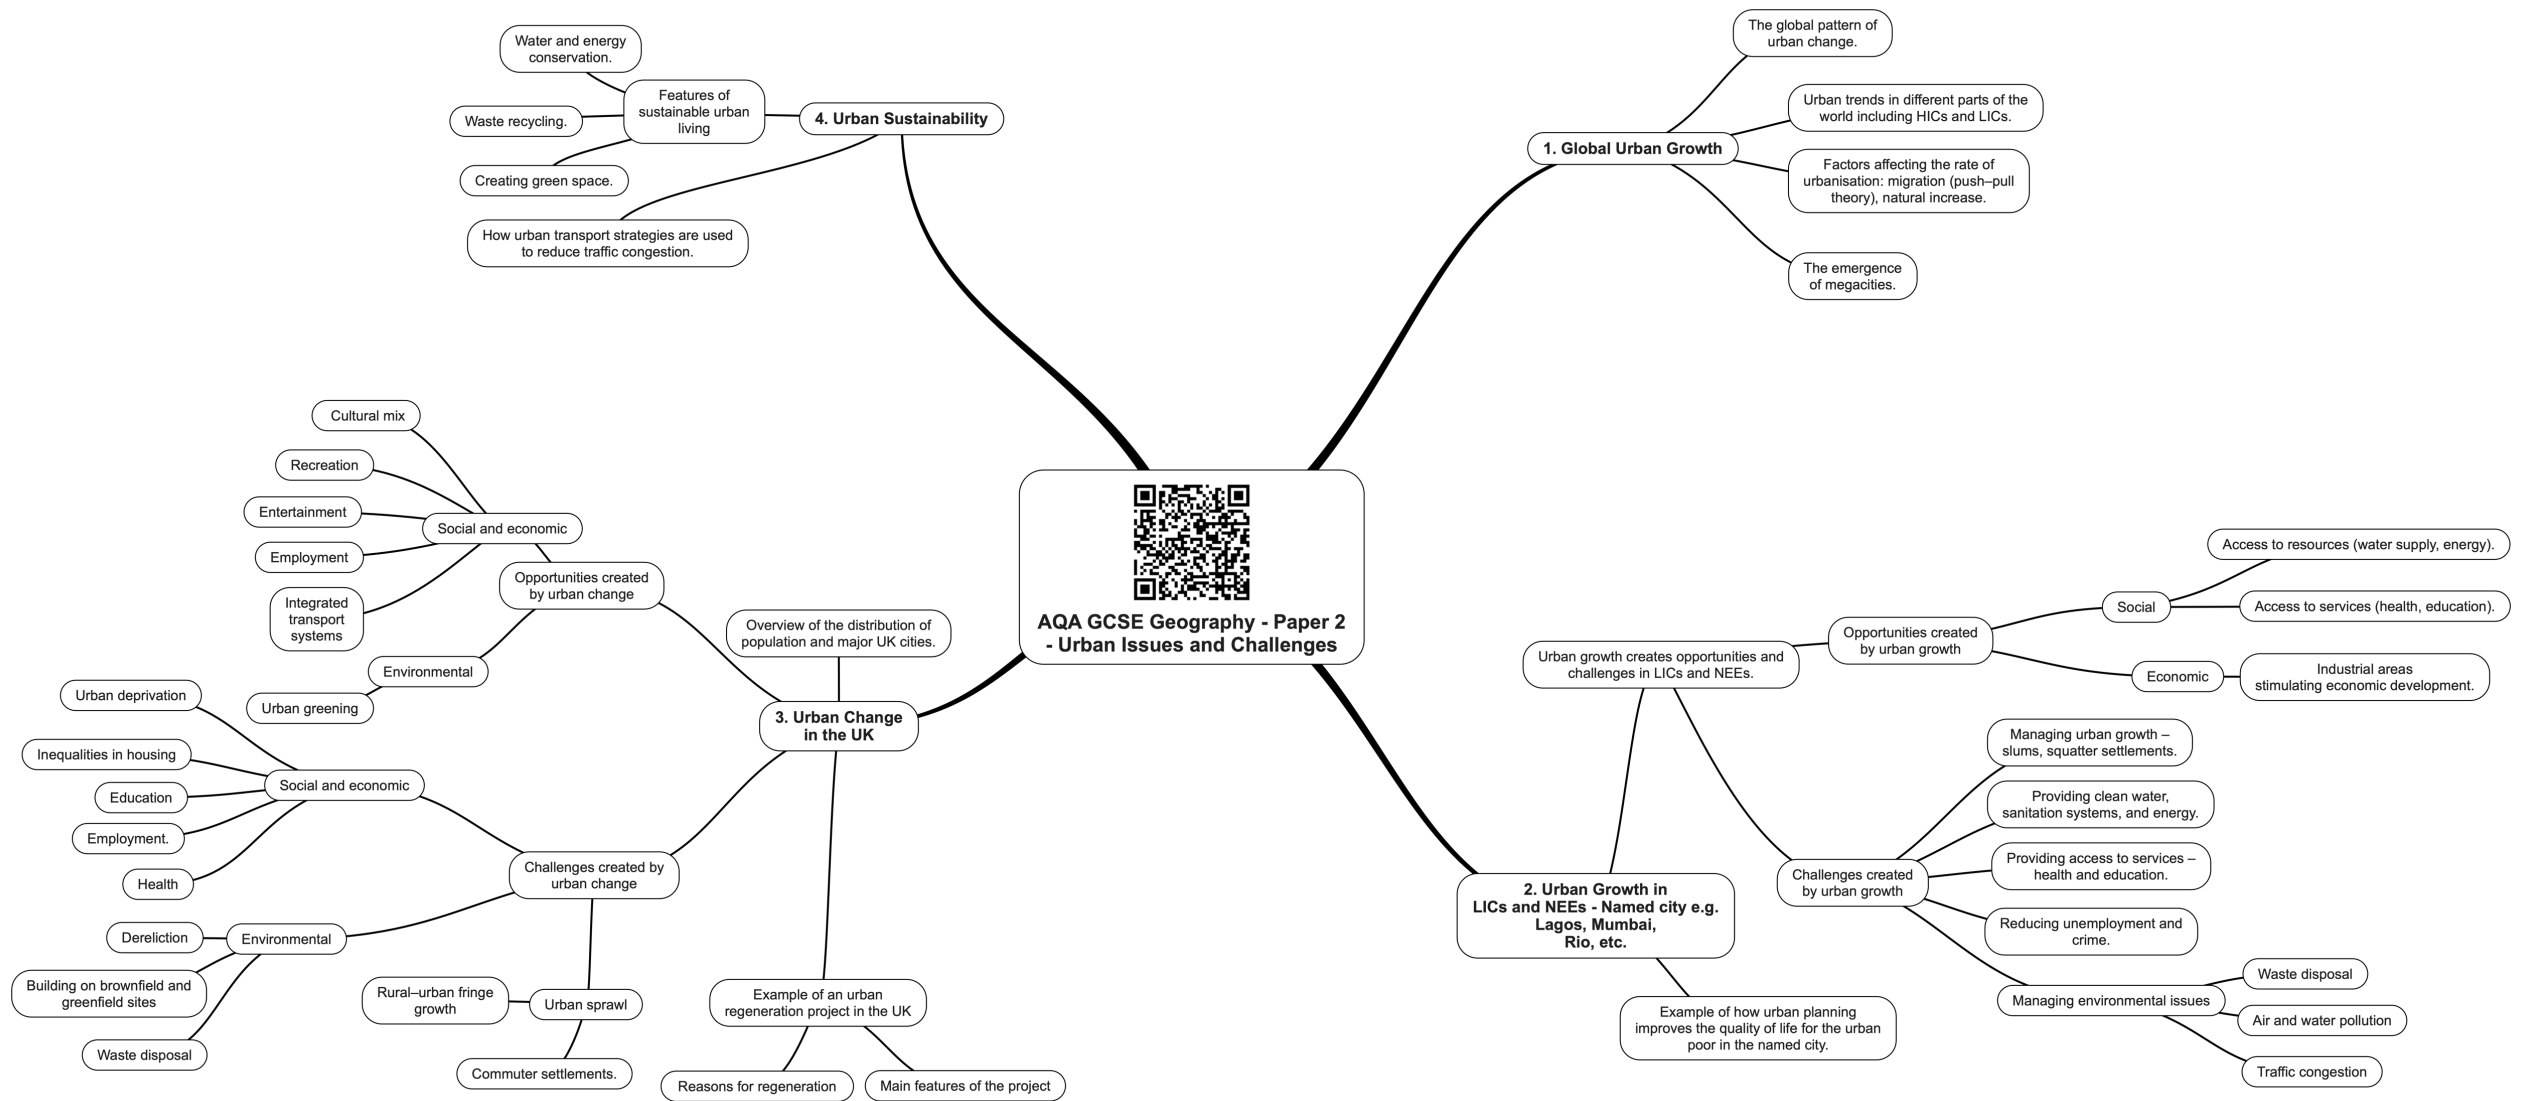 AQA GCSE Geography - Paper 2
- Urban Issues and Challenges
1. Global Urban Growth
The global pattern of
urban change.
Urban trends in different parts of the
world including HICs and LICs.
Factors affecting the rate of
urbanisation: migration (push–pull
theory), natural increase.
The emergence
of megacities.
2. Urban Growth in
LICs and NEEs - Named city e.g.
Lagos, Mumbai,
Rio, etc.
Urban growth creates opportunities and
challenges in LICs and NEEs.
Opportunities created
by urban growth
Social
Access to resources (water supply, energy).
Access to services (health, education).
Economic
Industrial areas
stimulating economic development.
Challenges created
by urban growth
Managing urban growth –
slums, squatter settlements.
Providing clean water,
sanitation systems, and energy.
Providing access to services –
health and education.
Reducing unemployment and
crime.
Managing environmental issues
Waste disposal
Air and water pollution
Traffic congestion
Example of how urban planning
improves the quality of life for the urban
poor in the named city.
3. Urban Change
in the UK
Overview of the distribution of
population and major UK cities.
Opportunities created
by urban change
Social and economic
Cultural mix
Recreation
Entertainment
Employment
Integrated
transport
systems
Environmental
Urban greening
Challenges created by
urban change
Social and economic
Urban deprivation
Inequalities in housing
Education
Employment.
Health
Environmental
Dereliction
Building on brownfield and
greenfield sites
Waste disposal
Urban sprawl
Rural–urban fringe
growth
Commuter settlements.
Example of an urban
regeneration project in the UK
Reasons for regeneration
Main features of the project
4. Urban Sustainability
Features of
sustainable urban
living
Water and energy
conservation.
Waste recycling.
Creating green space.
How urban transport strategies are used
to reduce traffic congestion.